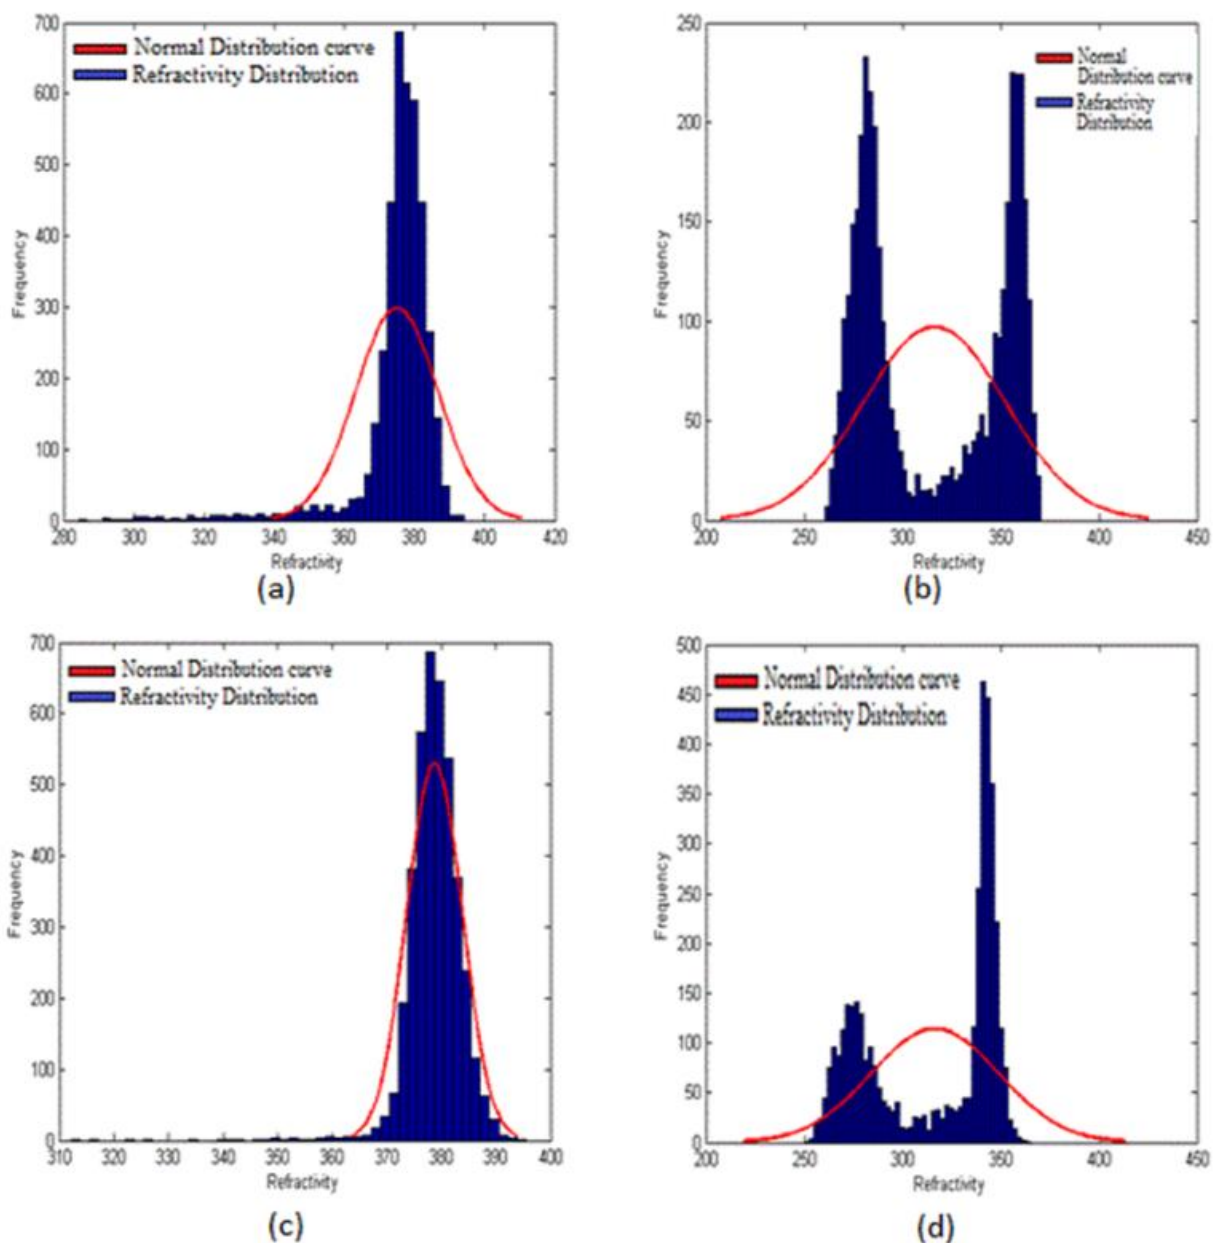 700
600
500
400
300
200
100
0
Frequency
Normal Distribution curve
Refractivity Distribution
280 300 320 340 360 380 400 420
Refractivity
(a)
250
200
150
100
50
0
Frequency
Normal
Distribution curve
Refractivity
Distribution
200 250 300 350 400 450
Refractivity
(b)
700
600
500
400
300
200
100
0
Frequency
Normal Distribution curve
Refractivity Distribution
310 320 330 340 350 360 370 380 390 400
Refractivity
(c)
500
450
400
350
300
250
200
150
100
50
0
Frequency
Normal Distribution curve
Refractivity Distribution
200 250 300 350 400 450
Refractivity
(d)